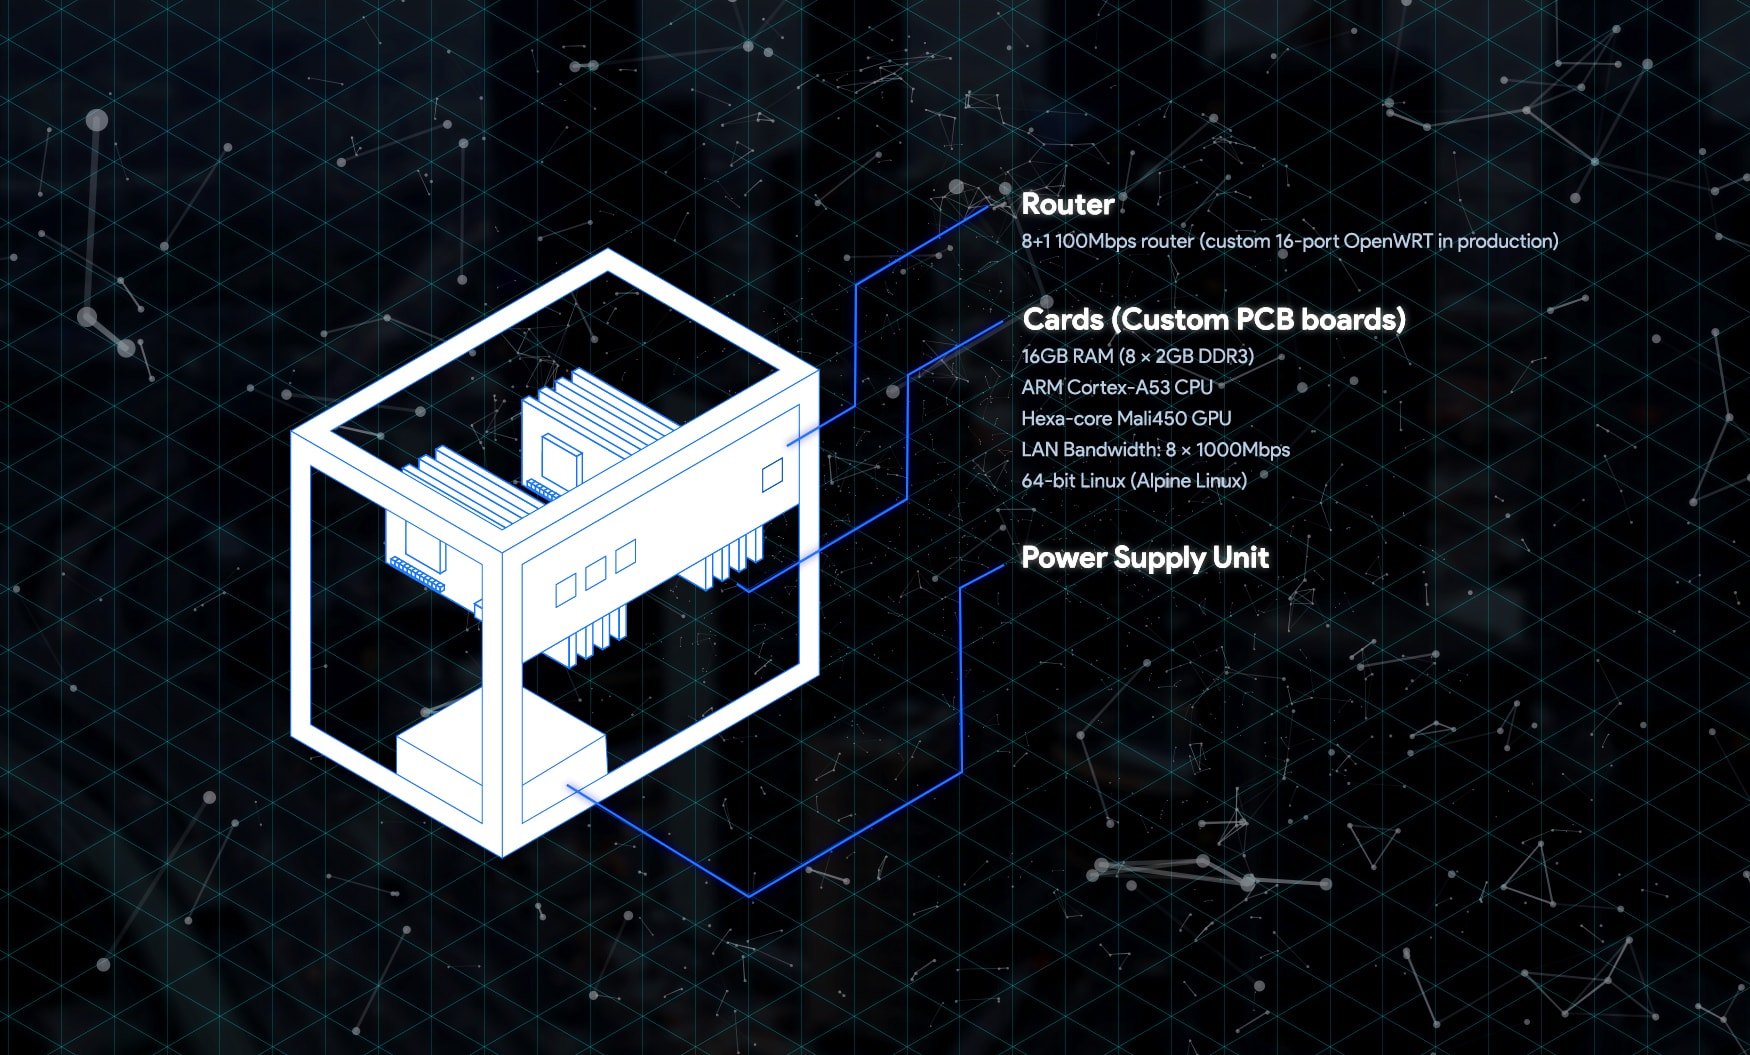 Router
8+1 100Mbps router (custom 16-port OpenWRT in production)
Cards (Custom PCB boards)
16GB RAM (8 × 2GB DDR3)
ARM Cortex-A53 CPU
Hexa-core Mali450 GPU
LAN Bandwidth: 8 × 1000Mbps
64-bit Linux (Alpine Linux)
Power Supply Unit